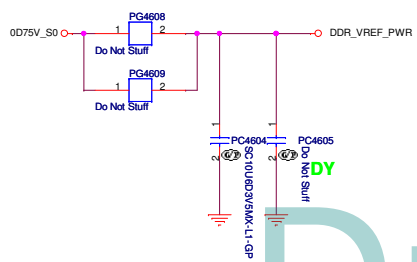 PG4608
0D75V_S0
1
2
DDR_VREF_PWR
Do Not Stuff
PG4609
1
2
Do Not Stuff
1
2
PC4604
SC10U6D3V5MX-L1-GP
1
2
PC4605
Do Not Stuff
DY